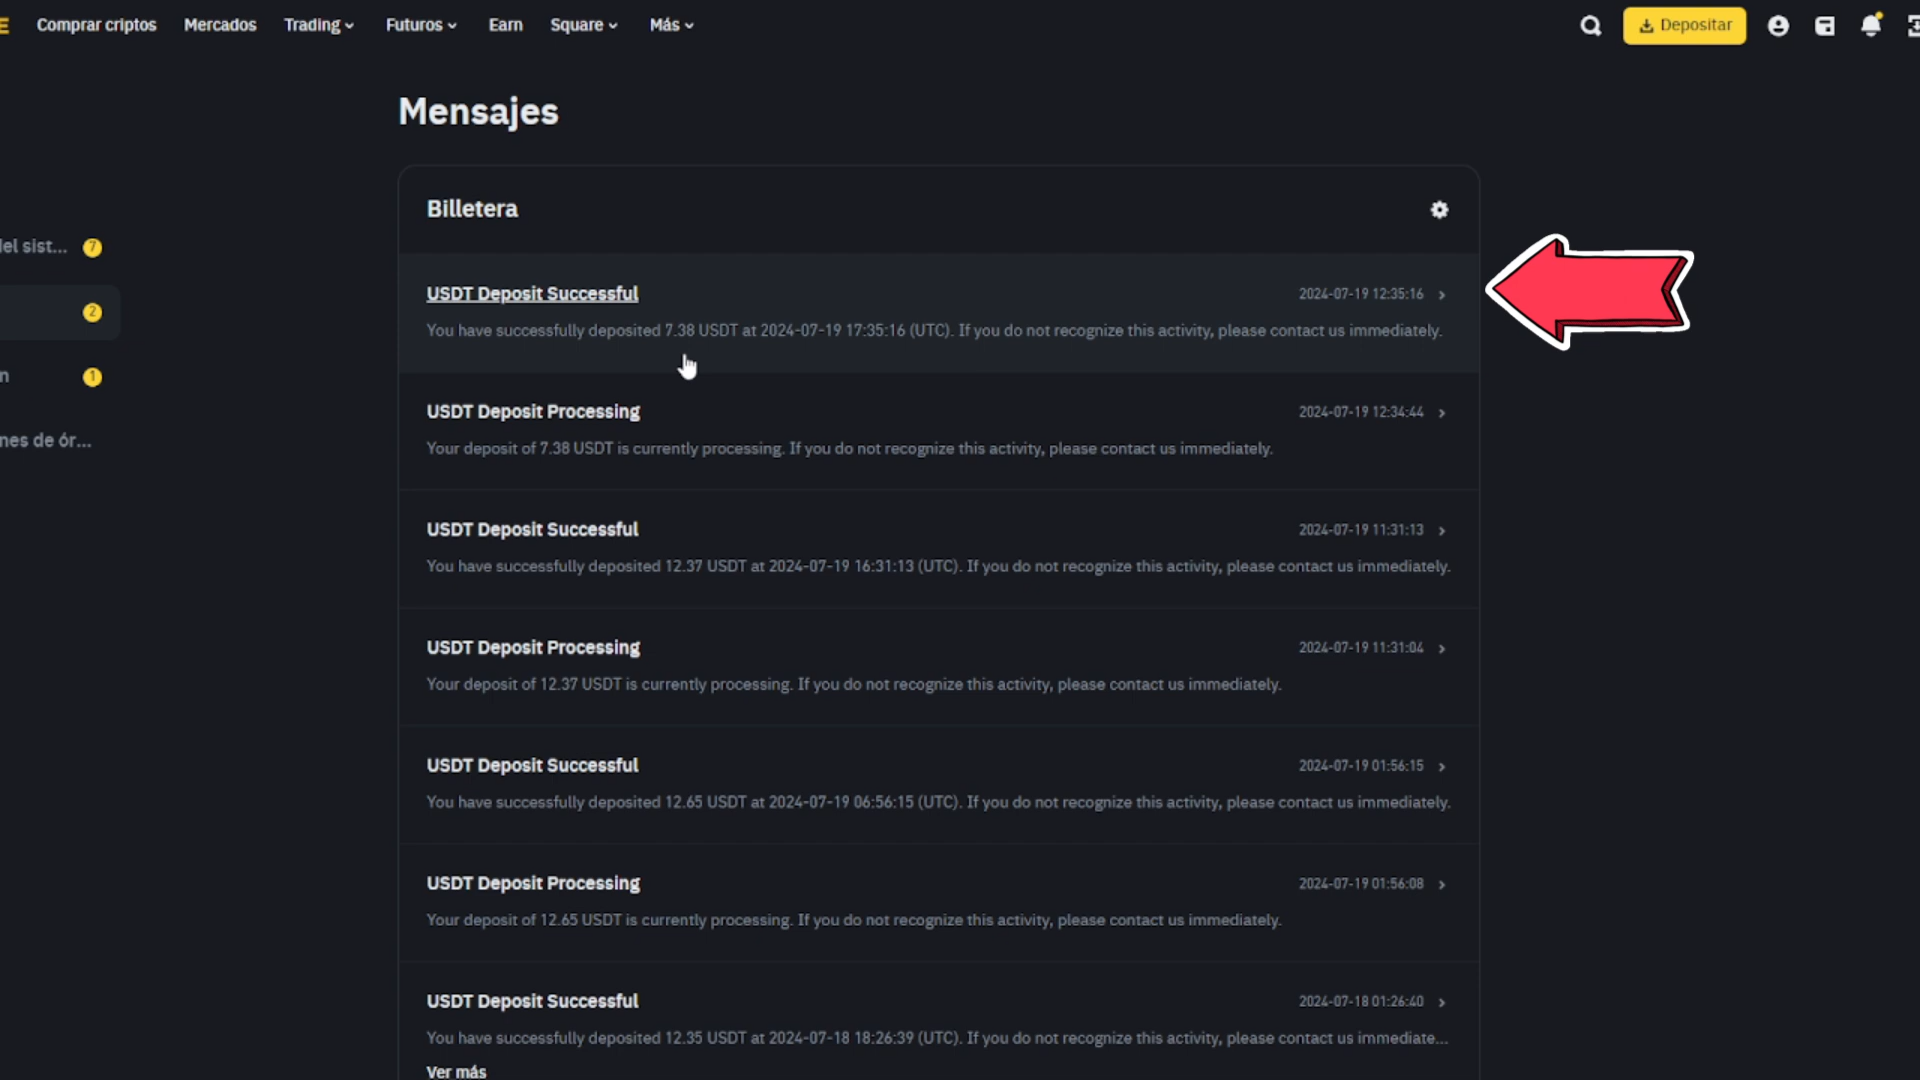 E Comprar criptos Mercados Trading Futuros Earn Square Más Depositar
Mensajes
Billetera
del sist... 7
2
n 1
nes de ór...
USDT Deposit Successful 2024-07-19 12:35:16
You have successfully deposited 7.38 USDT at 2024-07-19 17:35:16 (UTC). If you do not recognize this activity, please contact us immediately.
USDT Deposit Processing 2024-07-19 12:34:44
Your deposit of 7.38 USDT is currently processing. If you do not recognize this activity, please contact us immediately.
USDT Deposit Successful 2024-07-19 11:31:13
You have successfully deposited 12.37 USDT at 2024-07-19 16:31:13 (UTC). If you do not recognize this activity, please contact us immediately.
USDT Deposit Processing 2024-07-19 11:31:04
Your deposit of 12.37 USDT is currently processing. If you do not recognize this activity, please contact us immediately.
USDT Deposit Successful 2024-07-19 01:56:15
You have successfully deposited 12.65 USDT at 2024-07-19 06:56:15 (UTC). If you do not recognize this activity, please contact us immediately.
USDT Deposit Processing 2024-07-19 01:56:08
Your deposit of 12.65 USDT is currently processing. If you do not recognize this activity, please contact us immediately.
USDT Deposit Successful 2024-07-18 01:26:40
You have successfully deposited 12.35 USDT at 2024-07-18 18:26:39 (UTC). If you do not recognize this activity, please contact us immediate...
Ver más